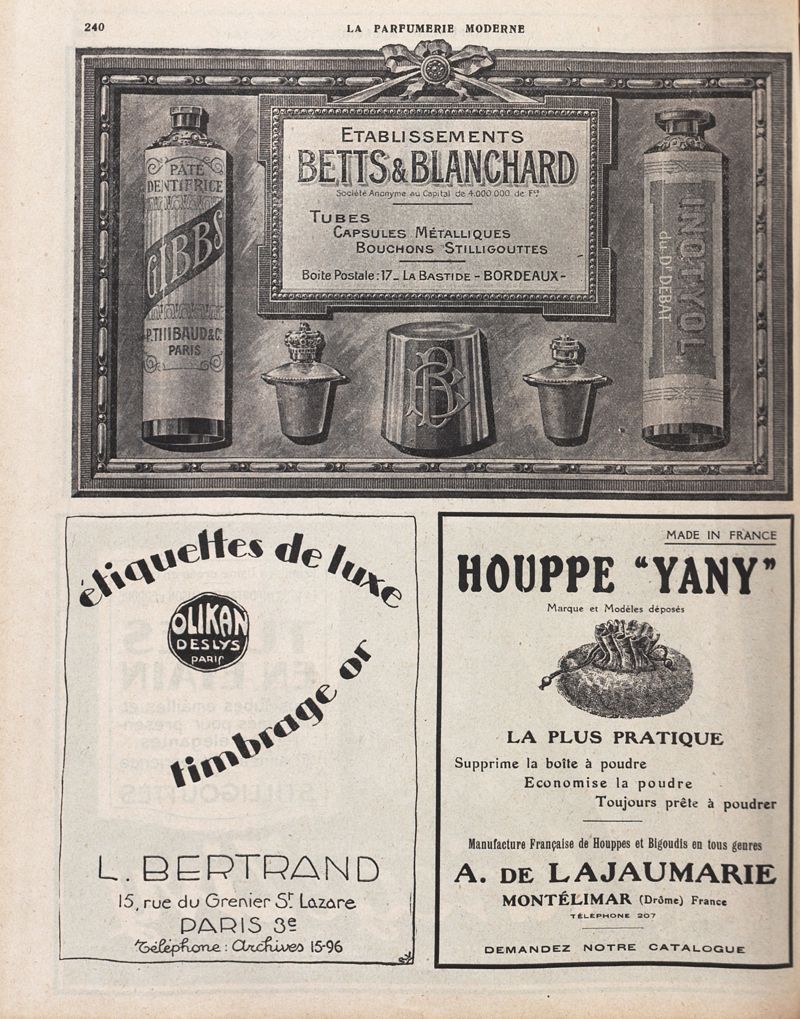 240
LA PARFUMERIE MODERNE
PÂTE
DENTIFRICE
GIBBS
P. THIBAUD & Cº
PARIS
ETABLISSEMENTS
BETTS & BLANCHARD
Société Anonyme au Capital de 4.000.000 de Frs
TUBES
CAPSULES MÉTALLIQUES
BOUCHONS STILLIGOUTTES
Boite Postale: 17_ LA BASTIDE - BORDEAUX -
INOTYOL
du Dr DEBAT
BB
étiquettes de luxe
OLIKAN
DESLYS
PARIS
timbrage or
L. BERTRAND
15, rue du Grenier St Lazare
PARIS 3e
Téléphone : Archives 15-96
MADE IN FRANCE
HOUPPE "YANY"
Marque et Modèles déposés
LA PLUS PRATIQUE
Supprime la boîte à poudre
Economise la poudre
Toujours prête à poudrer
Manufacture Française de Houppes et Bigoudis en tous genres
A. DE LAJAUMARIE
MONTÉLIMAR (Drôme) France
TÉLÉPHONE 207
DEMANDEZ NOTRE CATALOGUE